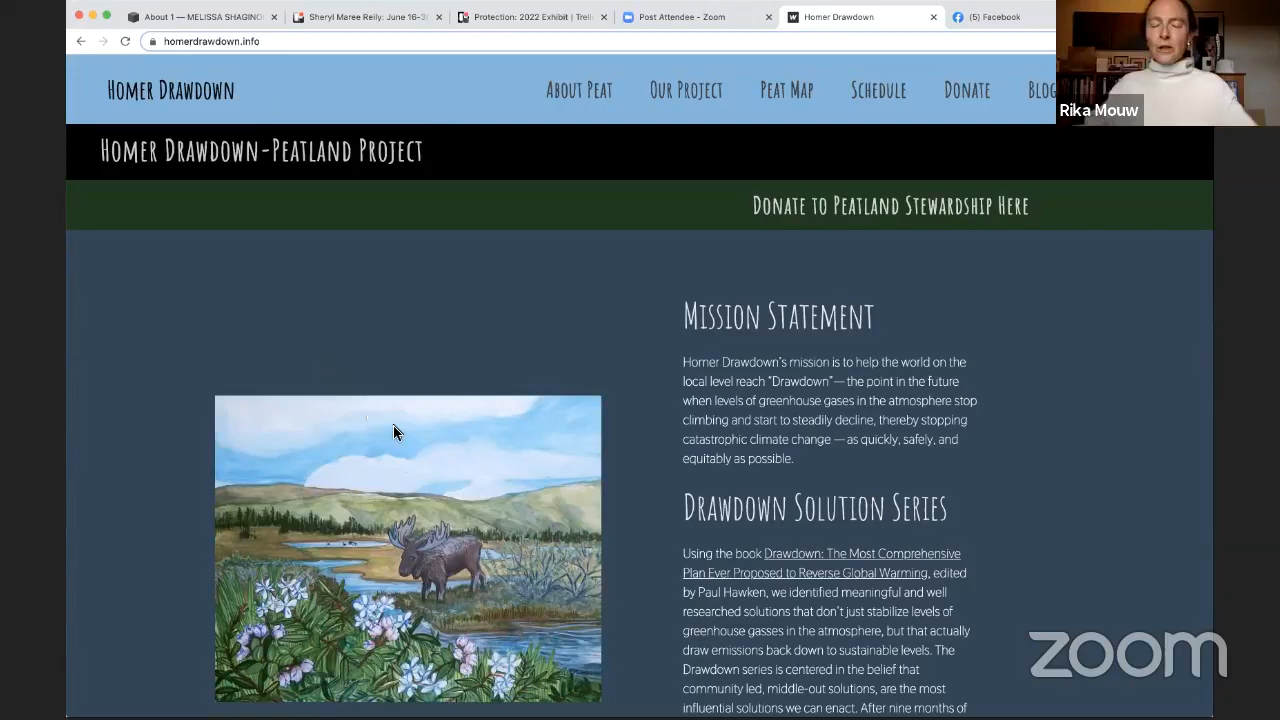 About 1 — MELISSA SHAGINO
Sheryl Maree Reily: June 16-3
Protection: 2022 Exhibit | Trell
Post Attendee - Zoom
Homer Drawdown
(5) Facebook
homerdrawdown.info
Homer Drawdown
About Peat
Our Project
Peat Map
Schedule
Donate
Blog
Rika Mouw
Homer Drawdown-Peatland Project
Donate to Peatland Stewardship Here
Mission Statement
Homer Drawdown's mission is to help the world on the
local level reach "Drawdown"— the point in the future
when levels of greenhouse gases in the atmosphere stop
climbing and start to steadily decline, thereby stopping
catastrophic climate change — as quickly, safely, and
equitably as possible.
Drawdown Solution Series
Using the book Drawdown: The Most Comprehensive
Plan Ever Proposed to Reverse Global Warming, edited
by Paul Hawken, we identified meaningful and well
researched solutions that don't just stabilize levels of
greenhouse gasses in the atmosphere, but that actually
draw emissions back down to sustainable levels. The
Drawdown series is centered in the belief that
community led, middle-out solutions, are the most
influential solutions we can enact. After nine months of
zoom